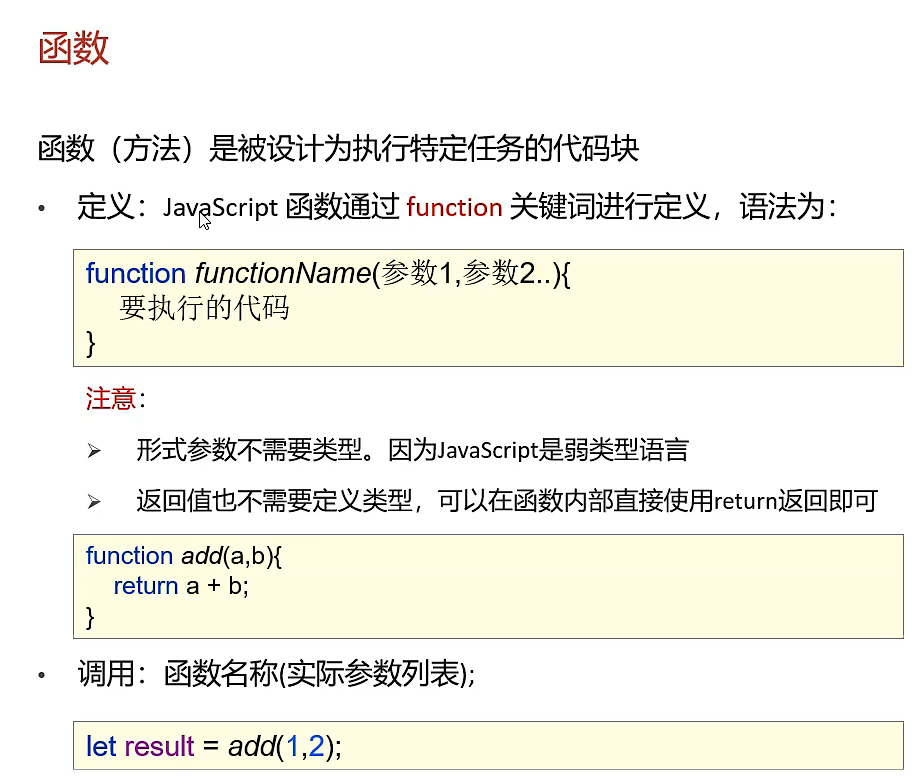 函数
函数（方法）是被设计为执行特定任务的代码块
• 定义：JavaScript 函数通过 function 关键词进行定义，语法为：
function functionName(参数1,参数2..){
要执行的代码
}
注意：
➢ 形式参数不需要类型。因为JavaScript是弱类型语言
➢ 返回值也不需要定义类型，可以在函数内部直接使用return返回即可
function add(a,b){
return a + b;
}
• 调用：函数名称(实际参数列表);
let result = add(1,2);